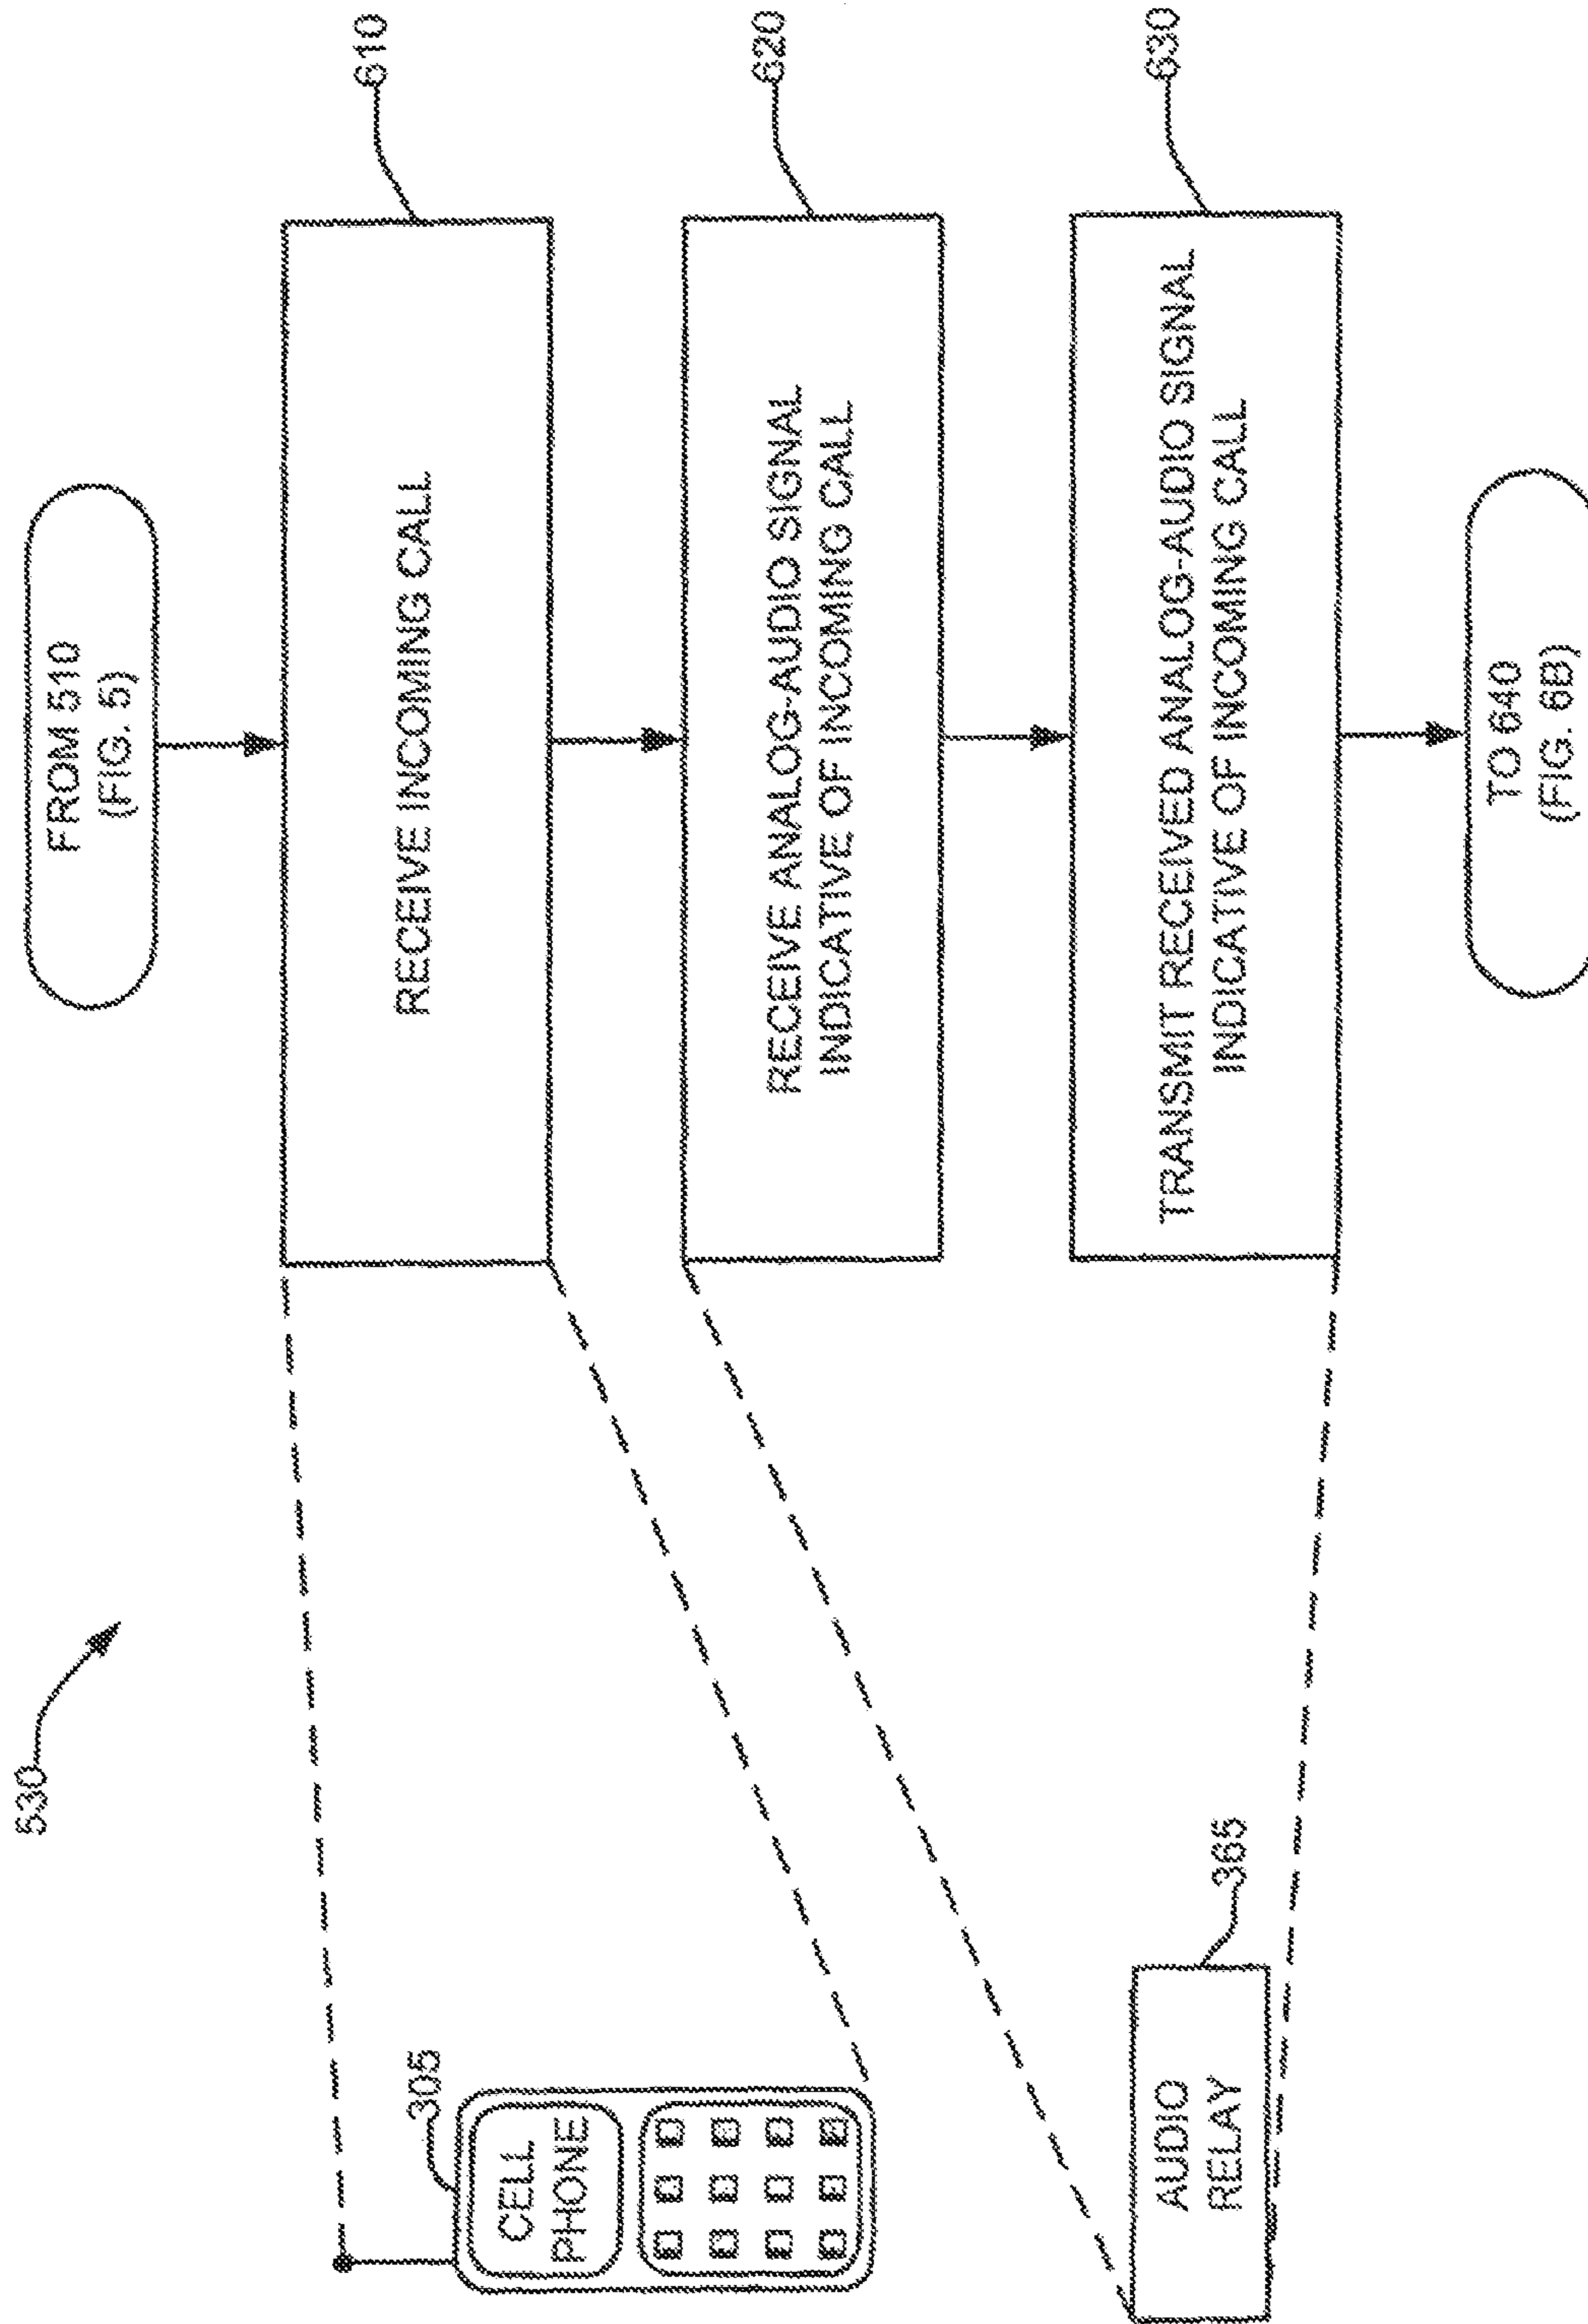 530
FROM 510
(FIG. 5)
RECEIVE INCOMING CALL
610
305
CELL
PHONE
RECEIVE ANALOG-AUDIO SIGNAL
INDICATIVE OF INCOMING CALL
620
365
AUDIO
RELAY
TRANSMIT RECEIVED ANALOG-AUDIO SIGNAL
INDICATIVE OF INCOMING CALL
630
TO 640
(FIG. 6B)